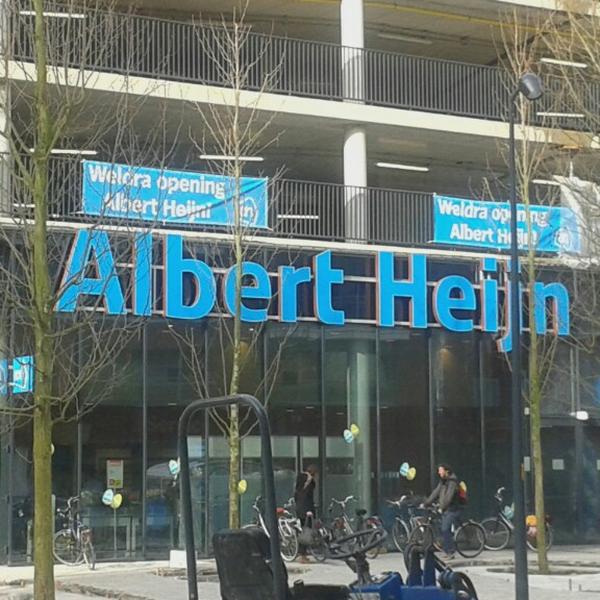 Weldra opening
Albert Heijn!
Weldra opening
Albert Heijn!
Albert Heijn